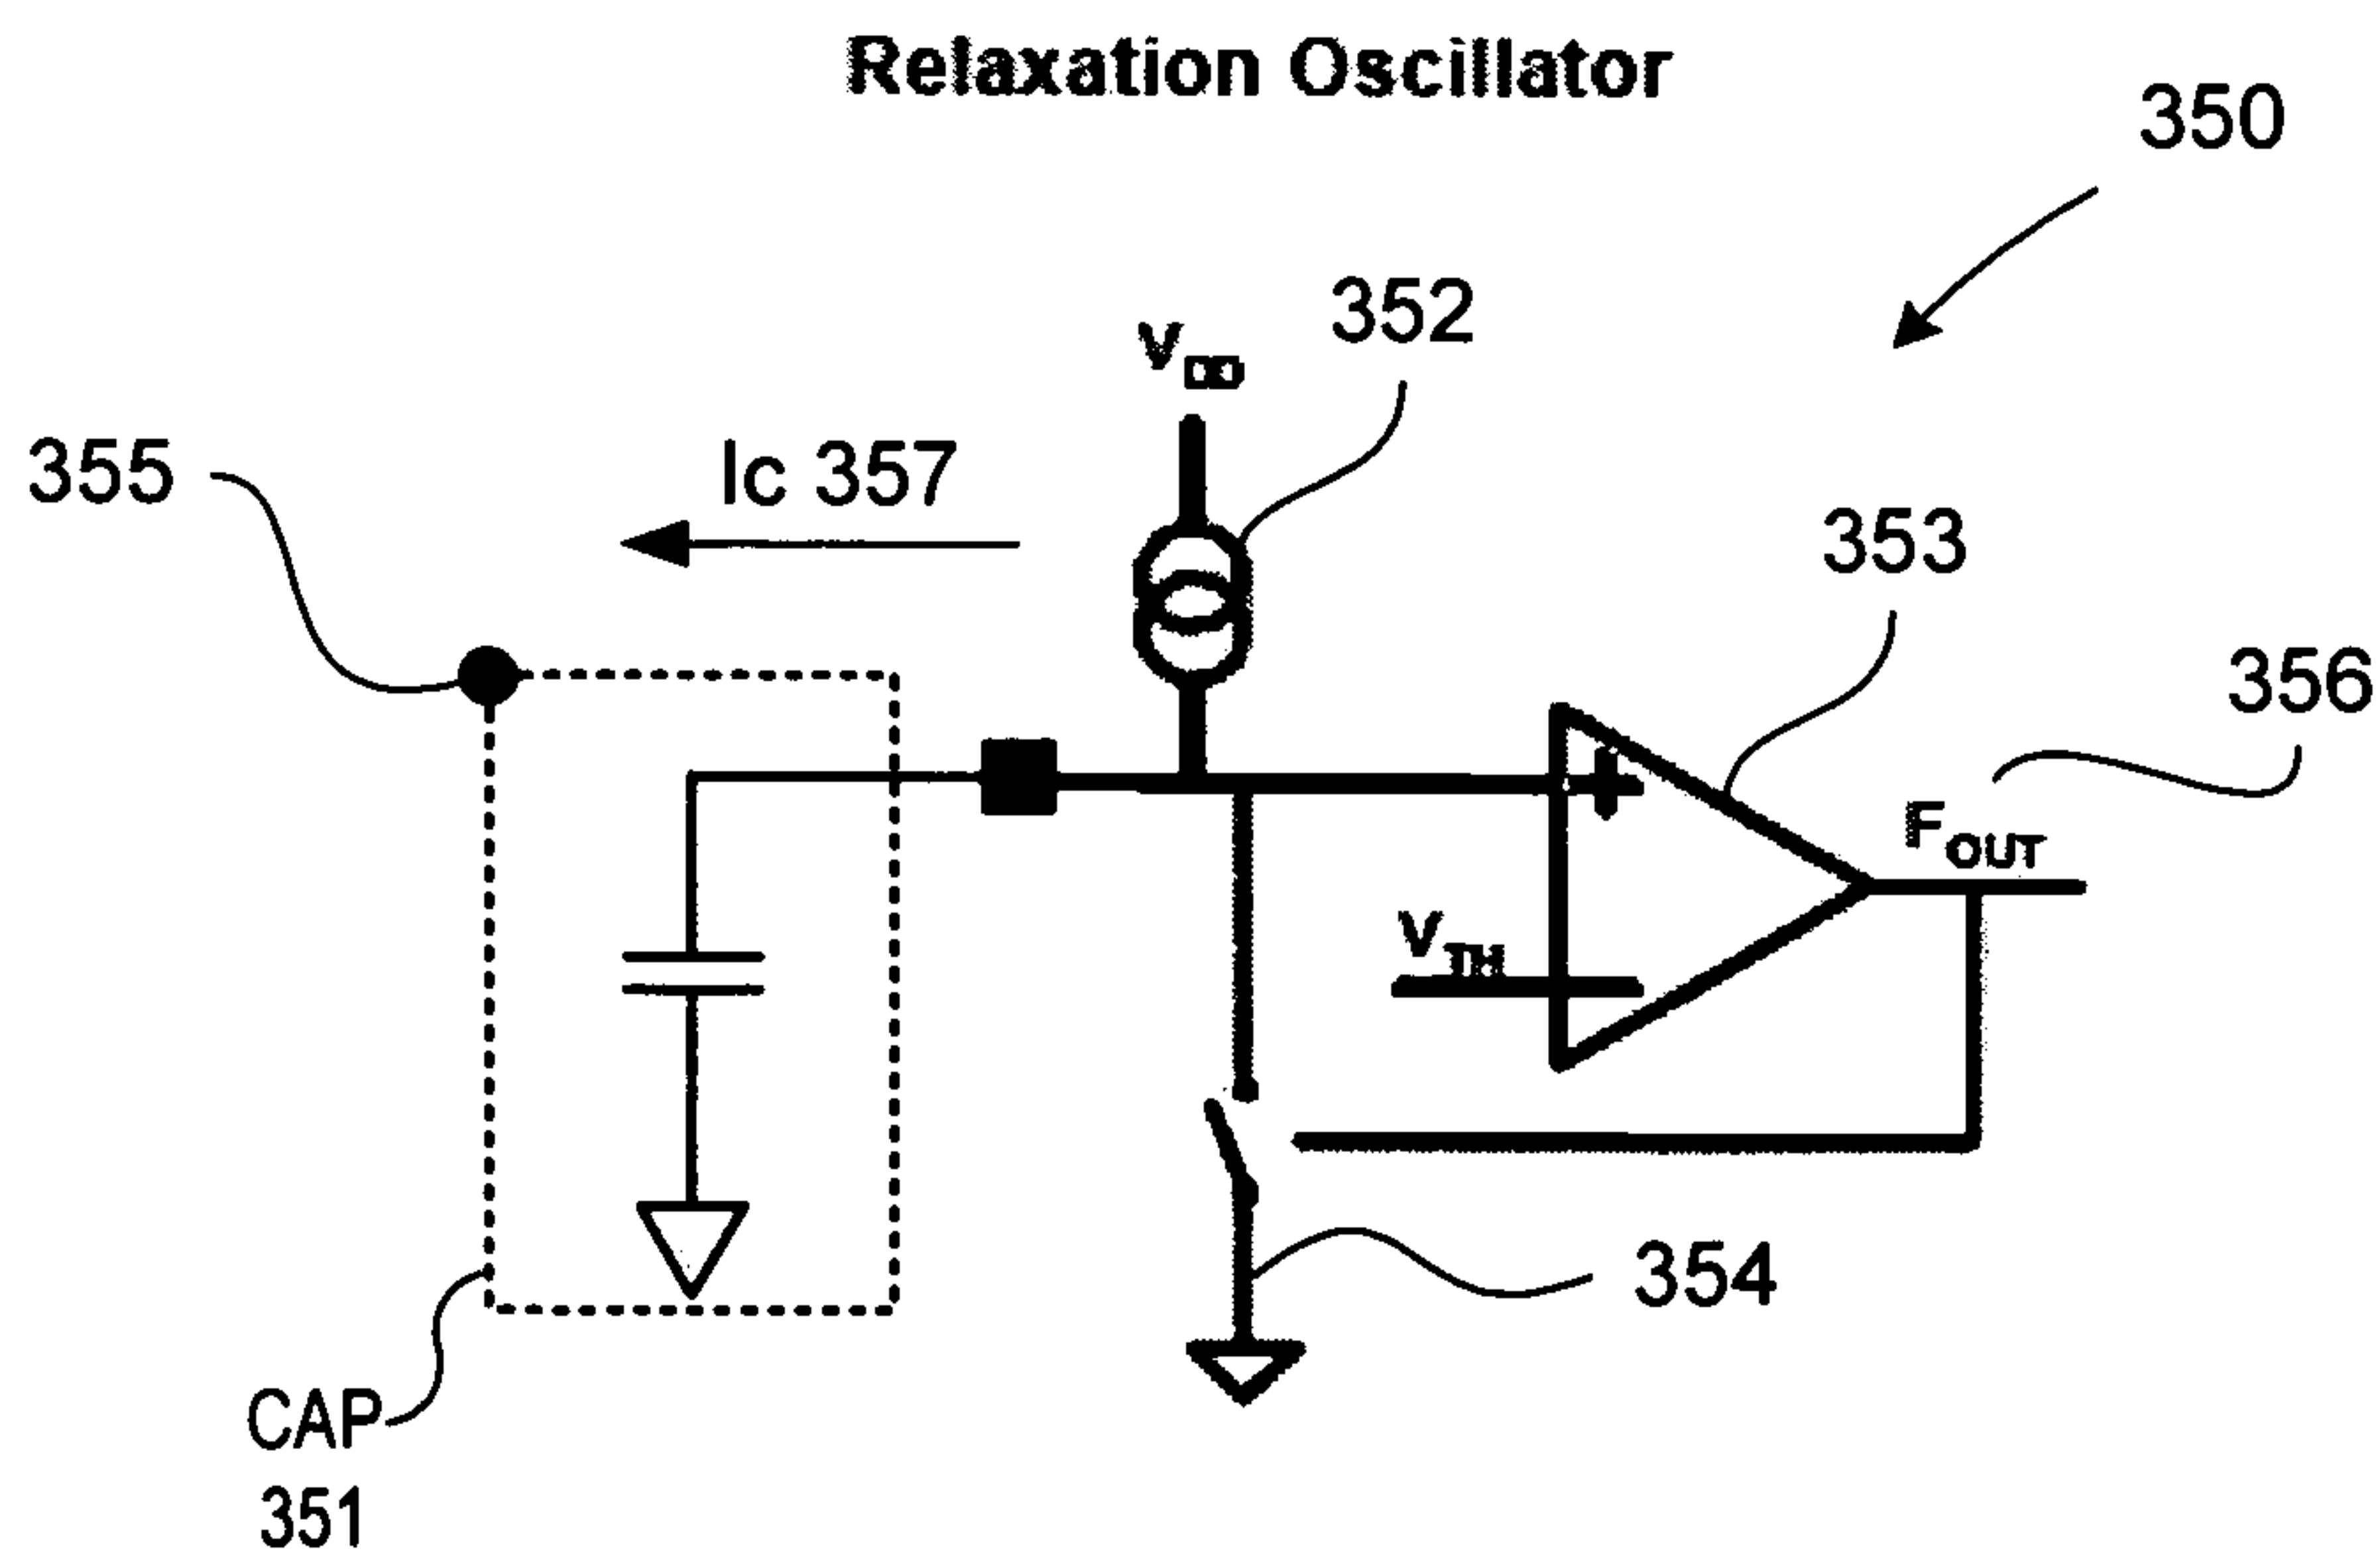 Relaxation Oscillator
350
352
VDD
355
Ic 357
353
356
FOUT
+
VTH
354
CAP
351